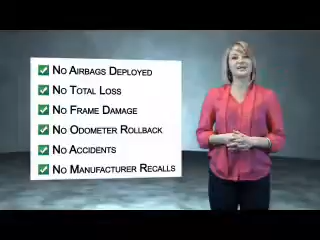 No Airbags Deployed
No Total Loss
No Frame Damage
No Odometer Rollback
No Accidents
No Manufacturer Recalls